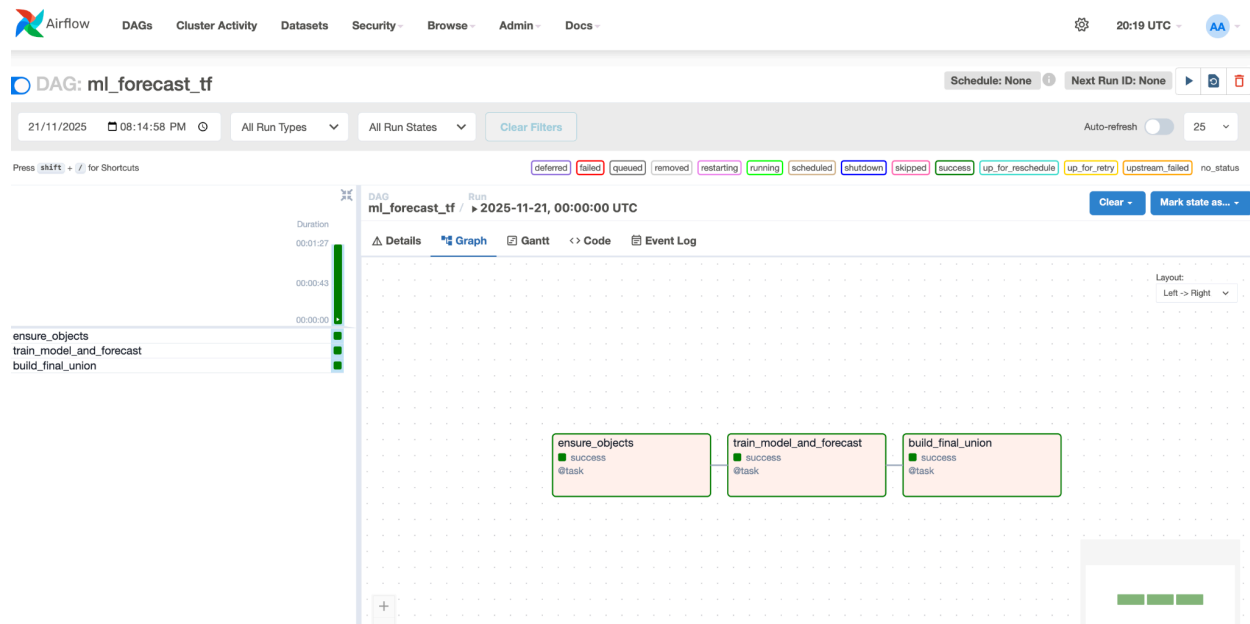 Airflow DAGs Cluster Activity Datasets Security Browse Admin Docs 20:19 UTC AA
DAG: ml_forecast_tf Schedule: None i Next Run ID: None
21/11/2025 08:14:58 PM All Run Types All Run States Clear Filters Auto-refresh 25
Press shift + / for Shortcuts deferred failed queued removed restarting running scheduled shutdown skipped success up_for_reschedule up_for_retry upstream_failed no_status
DAG Run
ml_forecast_tf / 2025-11-21, 00:00:00 UTC Clear Mark state as...
Duration
00:01:27
00:00:43
00:00:00
ensure_objects
train_model_and_forecast
build_final_union
Details Graph Gantt <> Code Event Log
Layout:
Left -> Right
ensure_objects
success
@task
train_model_and_forecast
success
@task
build_final_union
success
@task
+